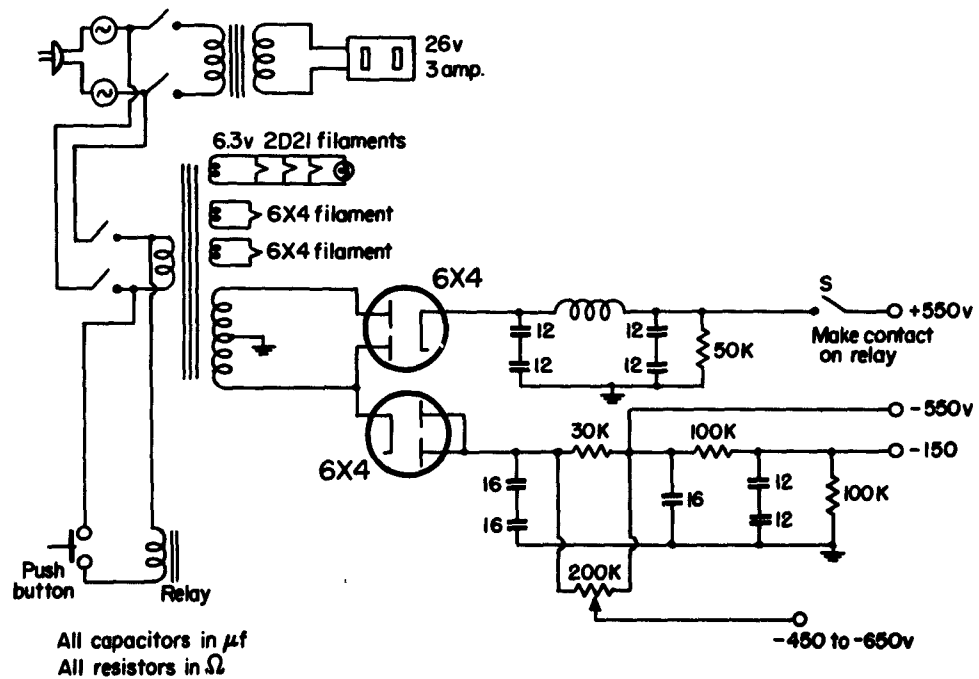 26v
3 amp.
6.3v 2D21 filaments
6X4 filament
6X4 filament
6X4
S
+550v
12
12
12
12
50K
Make contact
on relay
-550v
30K
100K
-150
6X4
16
16
16
12
12
100K
200K
Push
button
Relay
-450 to -650v
All capacitors in μf
All resistors in Ω